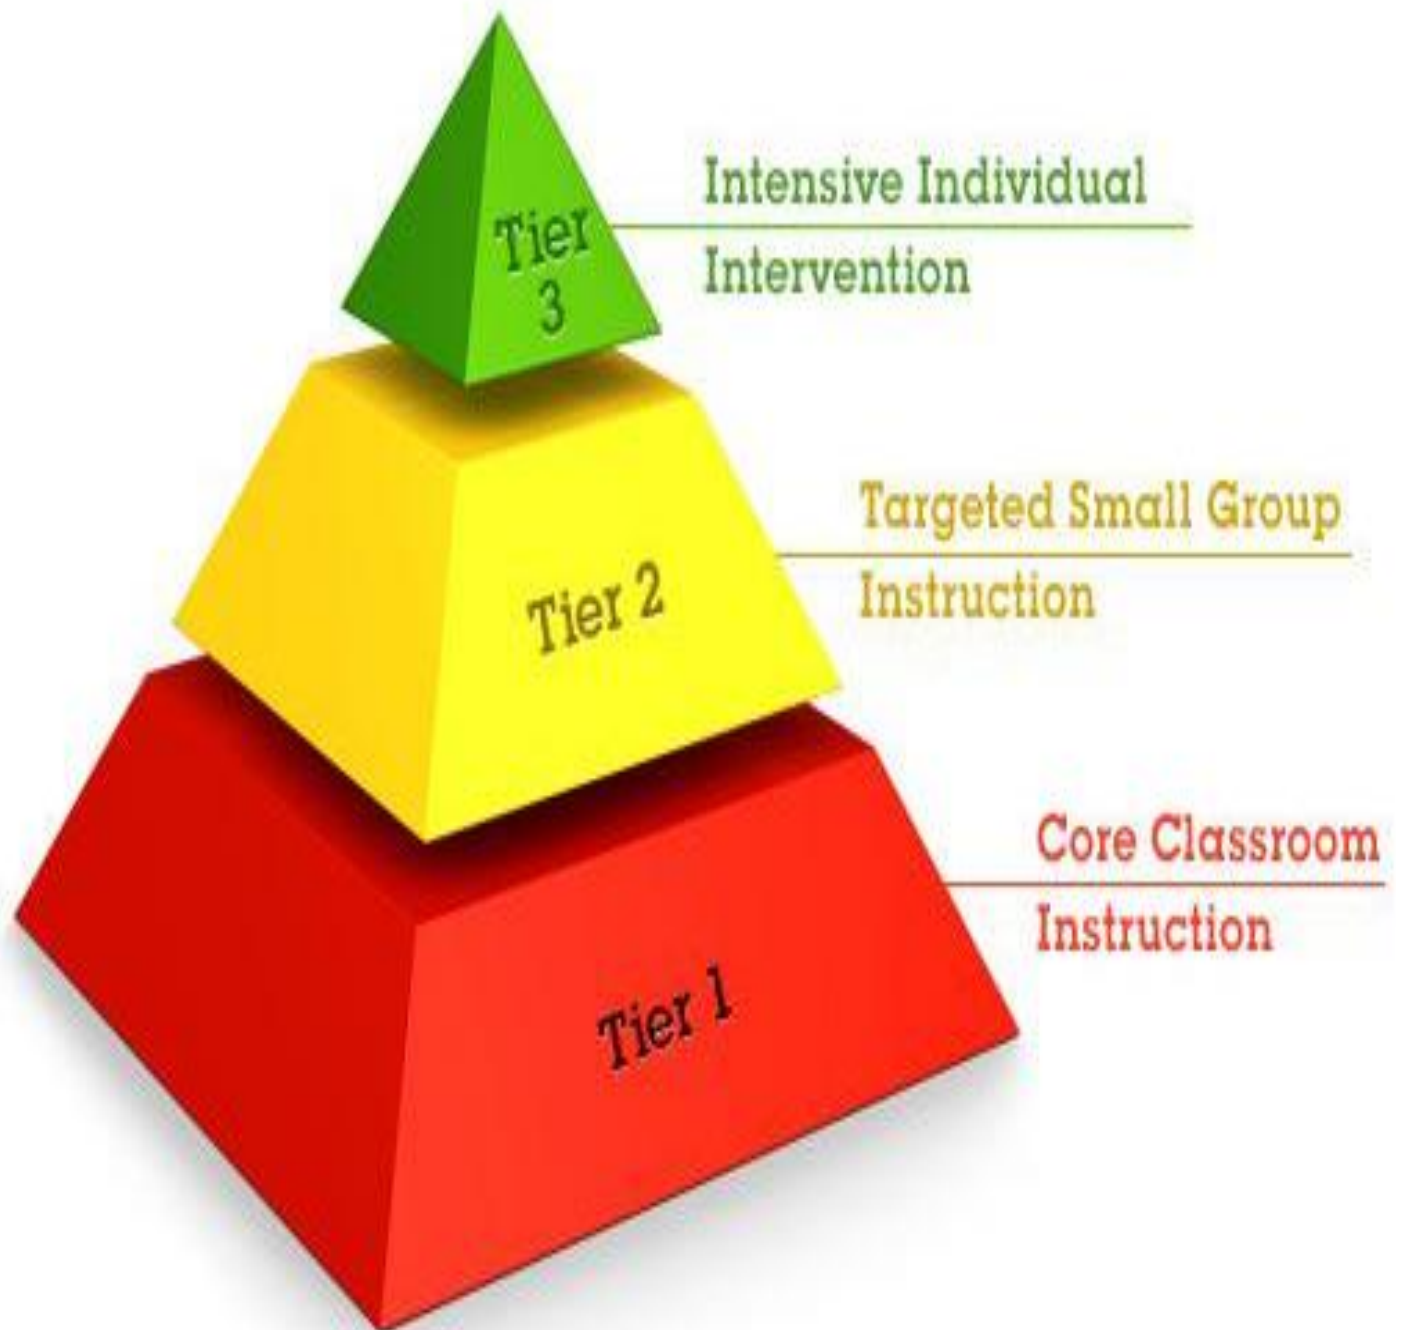 Tier
3
Intensive Individual
Intervention
Tier 2
Targeted Small Group
Instruction
Tier 1
Core Classroom
Instruction